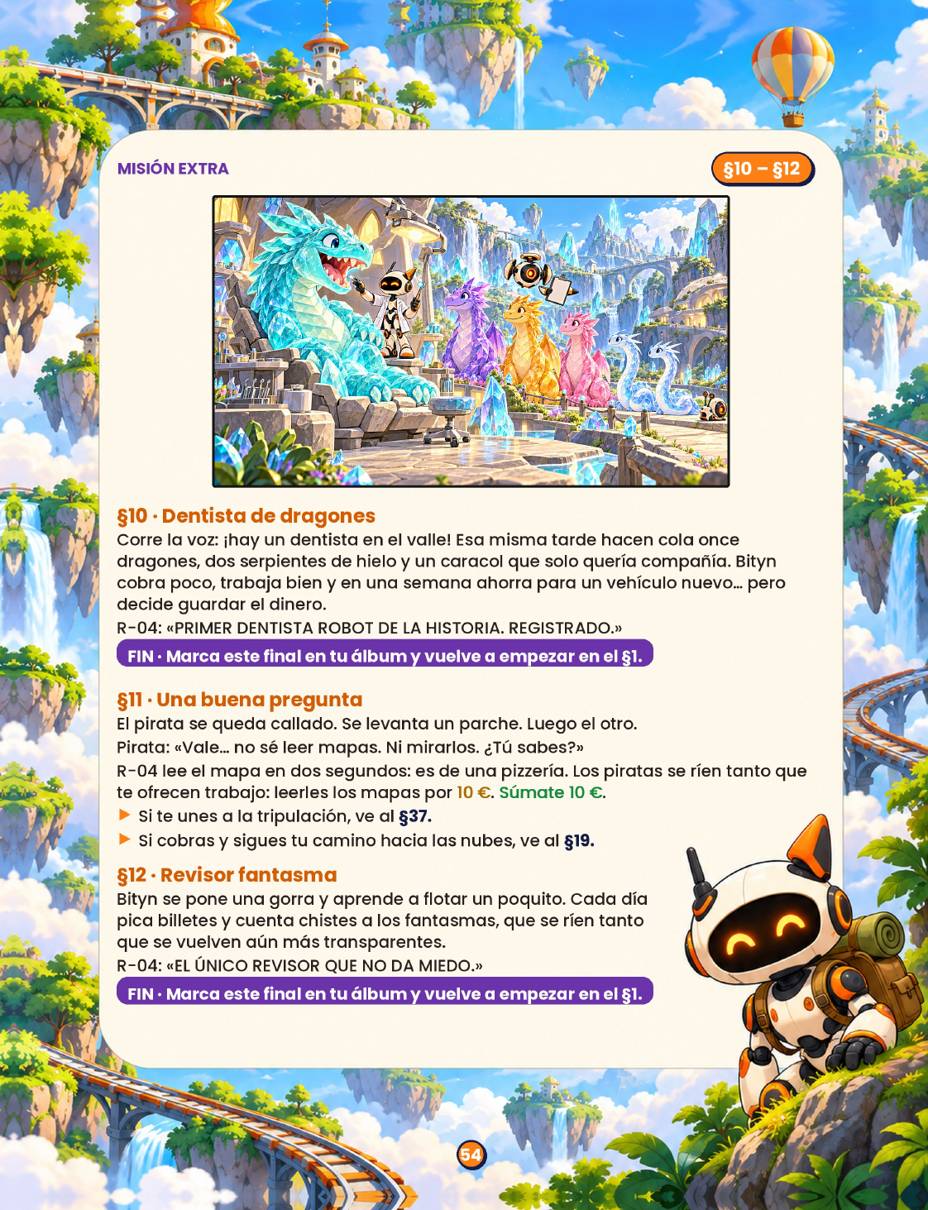 MISIÓN EXTRA
§10 – §12
§10 · Dentista de dragones
Corre la voz: ¡hay un dentista en el valle! Esa misma tarde hacen cola once
dragones, dos serpientes de hielo y un caracol que solo quería compañía. Bityn
cobra poco, trabaja bien y en una semana ahorra para un vehículo nuevo… pero
decide guardar el dinero.
R-04: «PRIMER DENTISTA ROBOT DE LA HISTORIA. REGISTRADO.»
FIN · Marca este final en tu álbum y vuelve a empezar en el §1.
§11 · Una buena pregunta
El pirata se queda callado. Se levanta un parche. Luego el otro.
Pirata: «Vale… no sé leer mapas. Ni mirarlos. ¿Tú sabes?»
R-04 lee el mapa en dos segundos: es de una pizzería. Los piratas se ríen tanto que
te ofrecen trabajo: leerles los mapas por 10 €. Súmate 10 €.
► Si te unes a la tripulación, ve al §37.
► Si cobras y sigues tu camino hacia las nubes, ve al §19.
§12 · Revisor fantasma
Bityn se pone una gorra y aprende a flotar un poquito. Cada día
pica billetes y cuenta chistes a los fantasmas, que se ríen tanto
que se vuelven aún más transparentes.
R-04: «EL ÚNICO REVISOR QUE NO DA MIEDO.»
FIN · Marca este final en tu álbum y vuelve a empezar en el §1.
54